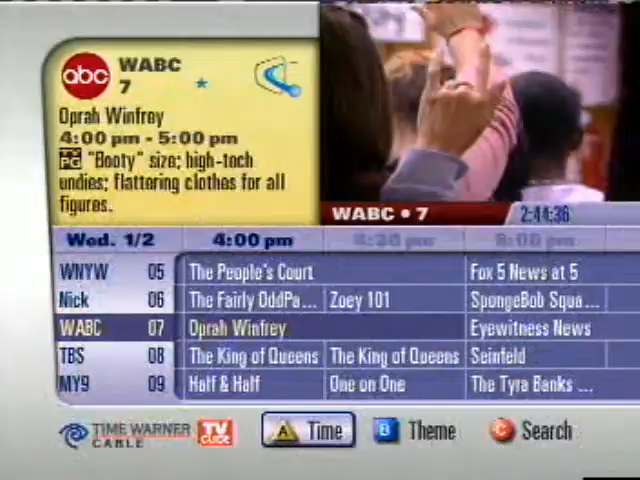 abc
WABC
7
Oprah Winfrey
4:00 pm - 5:00 pm
TV PG "Booty" size; high-tech
undies; flattering clothes for all
figures.
WABC • 7 2:44:36
Wed. 1/2 4:00 pm 4:30 pm 5:00 pm
WNYW 05 The People's Court Fox 5 News at 5
Nick 06 The Fairly OddPa... Zoey 101 SpongeBob Squa...
WABC 07 Oprah Winfrey Eyewitness News
TBS 08 The King of Queens The King of Queens Seinfeld
MY9 09 Half & Half One on One The Tyra Banks ...
TIME WARNER
CABLE
TV
GUIDE
A Time B Theme C Search